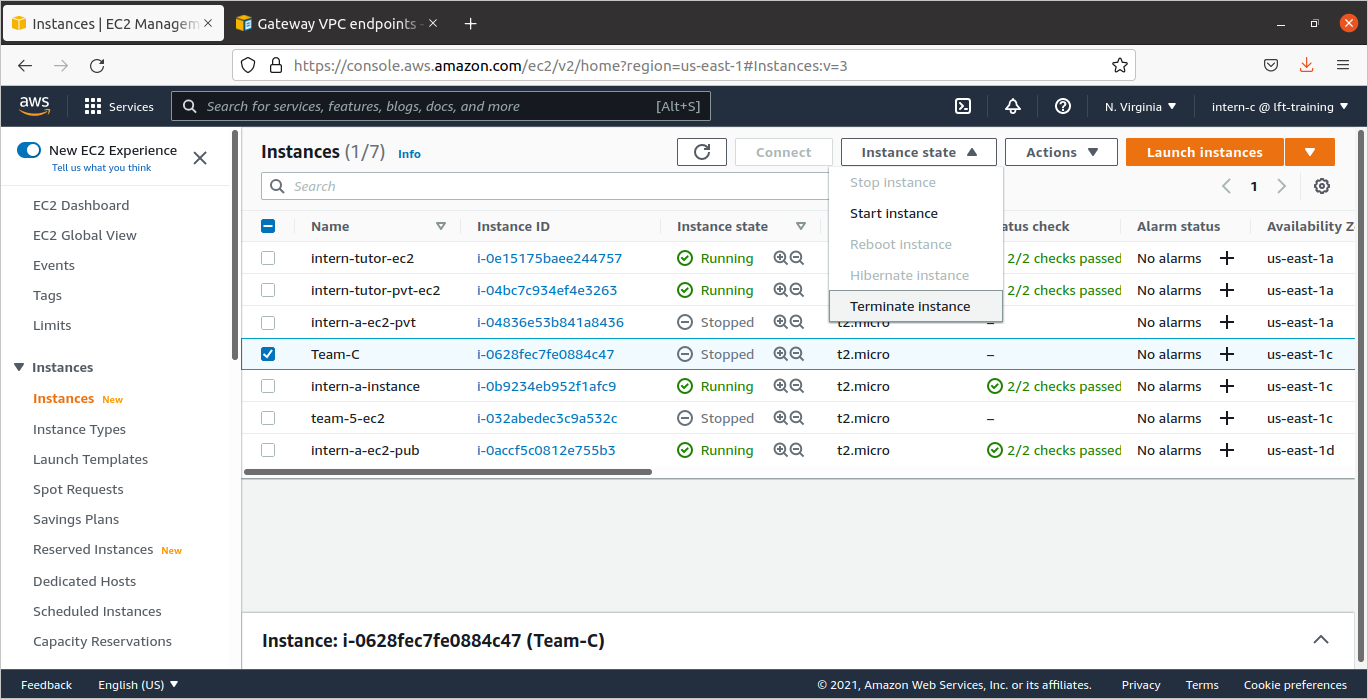 Instances | EC2 Managem
Gateway VPC endpoints -
https://console.aws.amazon.com/ec2/v2/home?region=us-east-1#Instances:v=3
aws Services Search for services, features, blogs, docs, and more [Alt+S] N. Virginia intern-c @ lft-training
New EC2 Experience
Tell us what you think
EC2 Dashboard
EC2 Global View
Events
Tags
Limits
Instances
Instances New
Instance Types
Launch Templates
Spot Requests
Savings Plans
Reserved Instances New
Dedicated Hosts
Scheduled Instances
Capacity Reservations
Instances (1/7) Info Connect Instance state Actions Launch instances
Search 1
Stop instance
Start instance
Reboot instance
Hibernate instance
Terminate instance
Name Instance ID Instance state atus check Alarm status Availability Z
intern-tutor-ec2 i-0e15175baee244757 Running 2/2 checks passed No alarms us-east-1a
intern-tutor-pvt-ec2 i-04bc7c934ef4e3263 Running 2/2 checks passed No alarms us-east-1a
intern-a-ec2-pvt i-04836e53b841a8436 Stopped t2.micro – No alarms us-east-1a
Team-C i-0628fec7fe0884c47 Stopped t2.micro – No alarms us-east-1c
intern-a-instance i-0b9234eb952f1afc9 Running t2.micro 2/2 checks passed No alarms us-east-1c
team-5-ec2 i-032abedec3c9a532c Stopped t2.micro – No alarms us-east-1c
intern-a-ec2-pub i-0accf5c0812e755b3 Running t2.micro 2/2 checks passed No alarms us-east-1d
Instance: i-0628fec7fe0884c47 (Team-C)
Feedback English (US) © 2021, Amazon Web Services, Inc. or its affiliates. Privacy Terms Cookie preferences